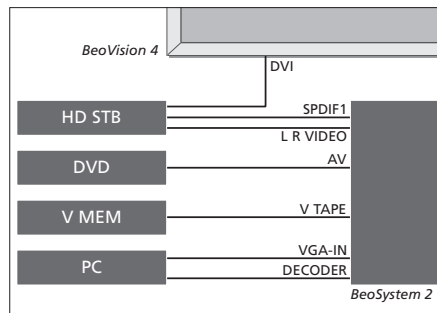 BeoVision 4
DVI
HD STB
SPDIF1
L R VIDEO
DVD
AV
V MEM
V TAPE
PC
VGA-IN
DECODER
BeoSystem 2